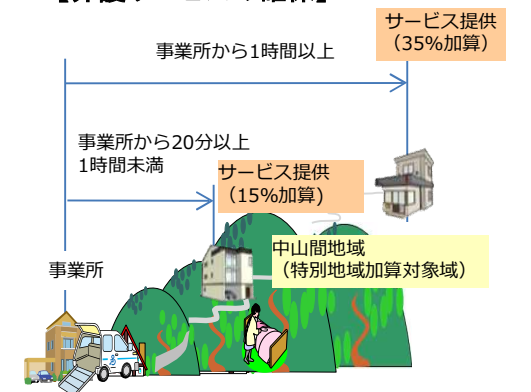 サービス提供
（35%加算）
事業所から1時間以上
事業所から20分以上
1時間未満
サービス提供
（15%加算)
中山間地域
（特別地域加算対象域）
事業所